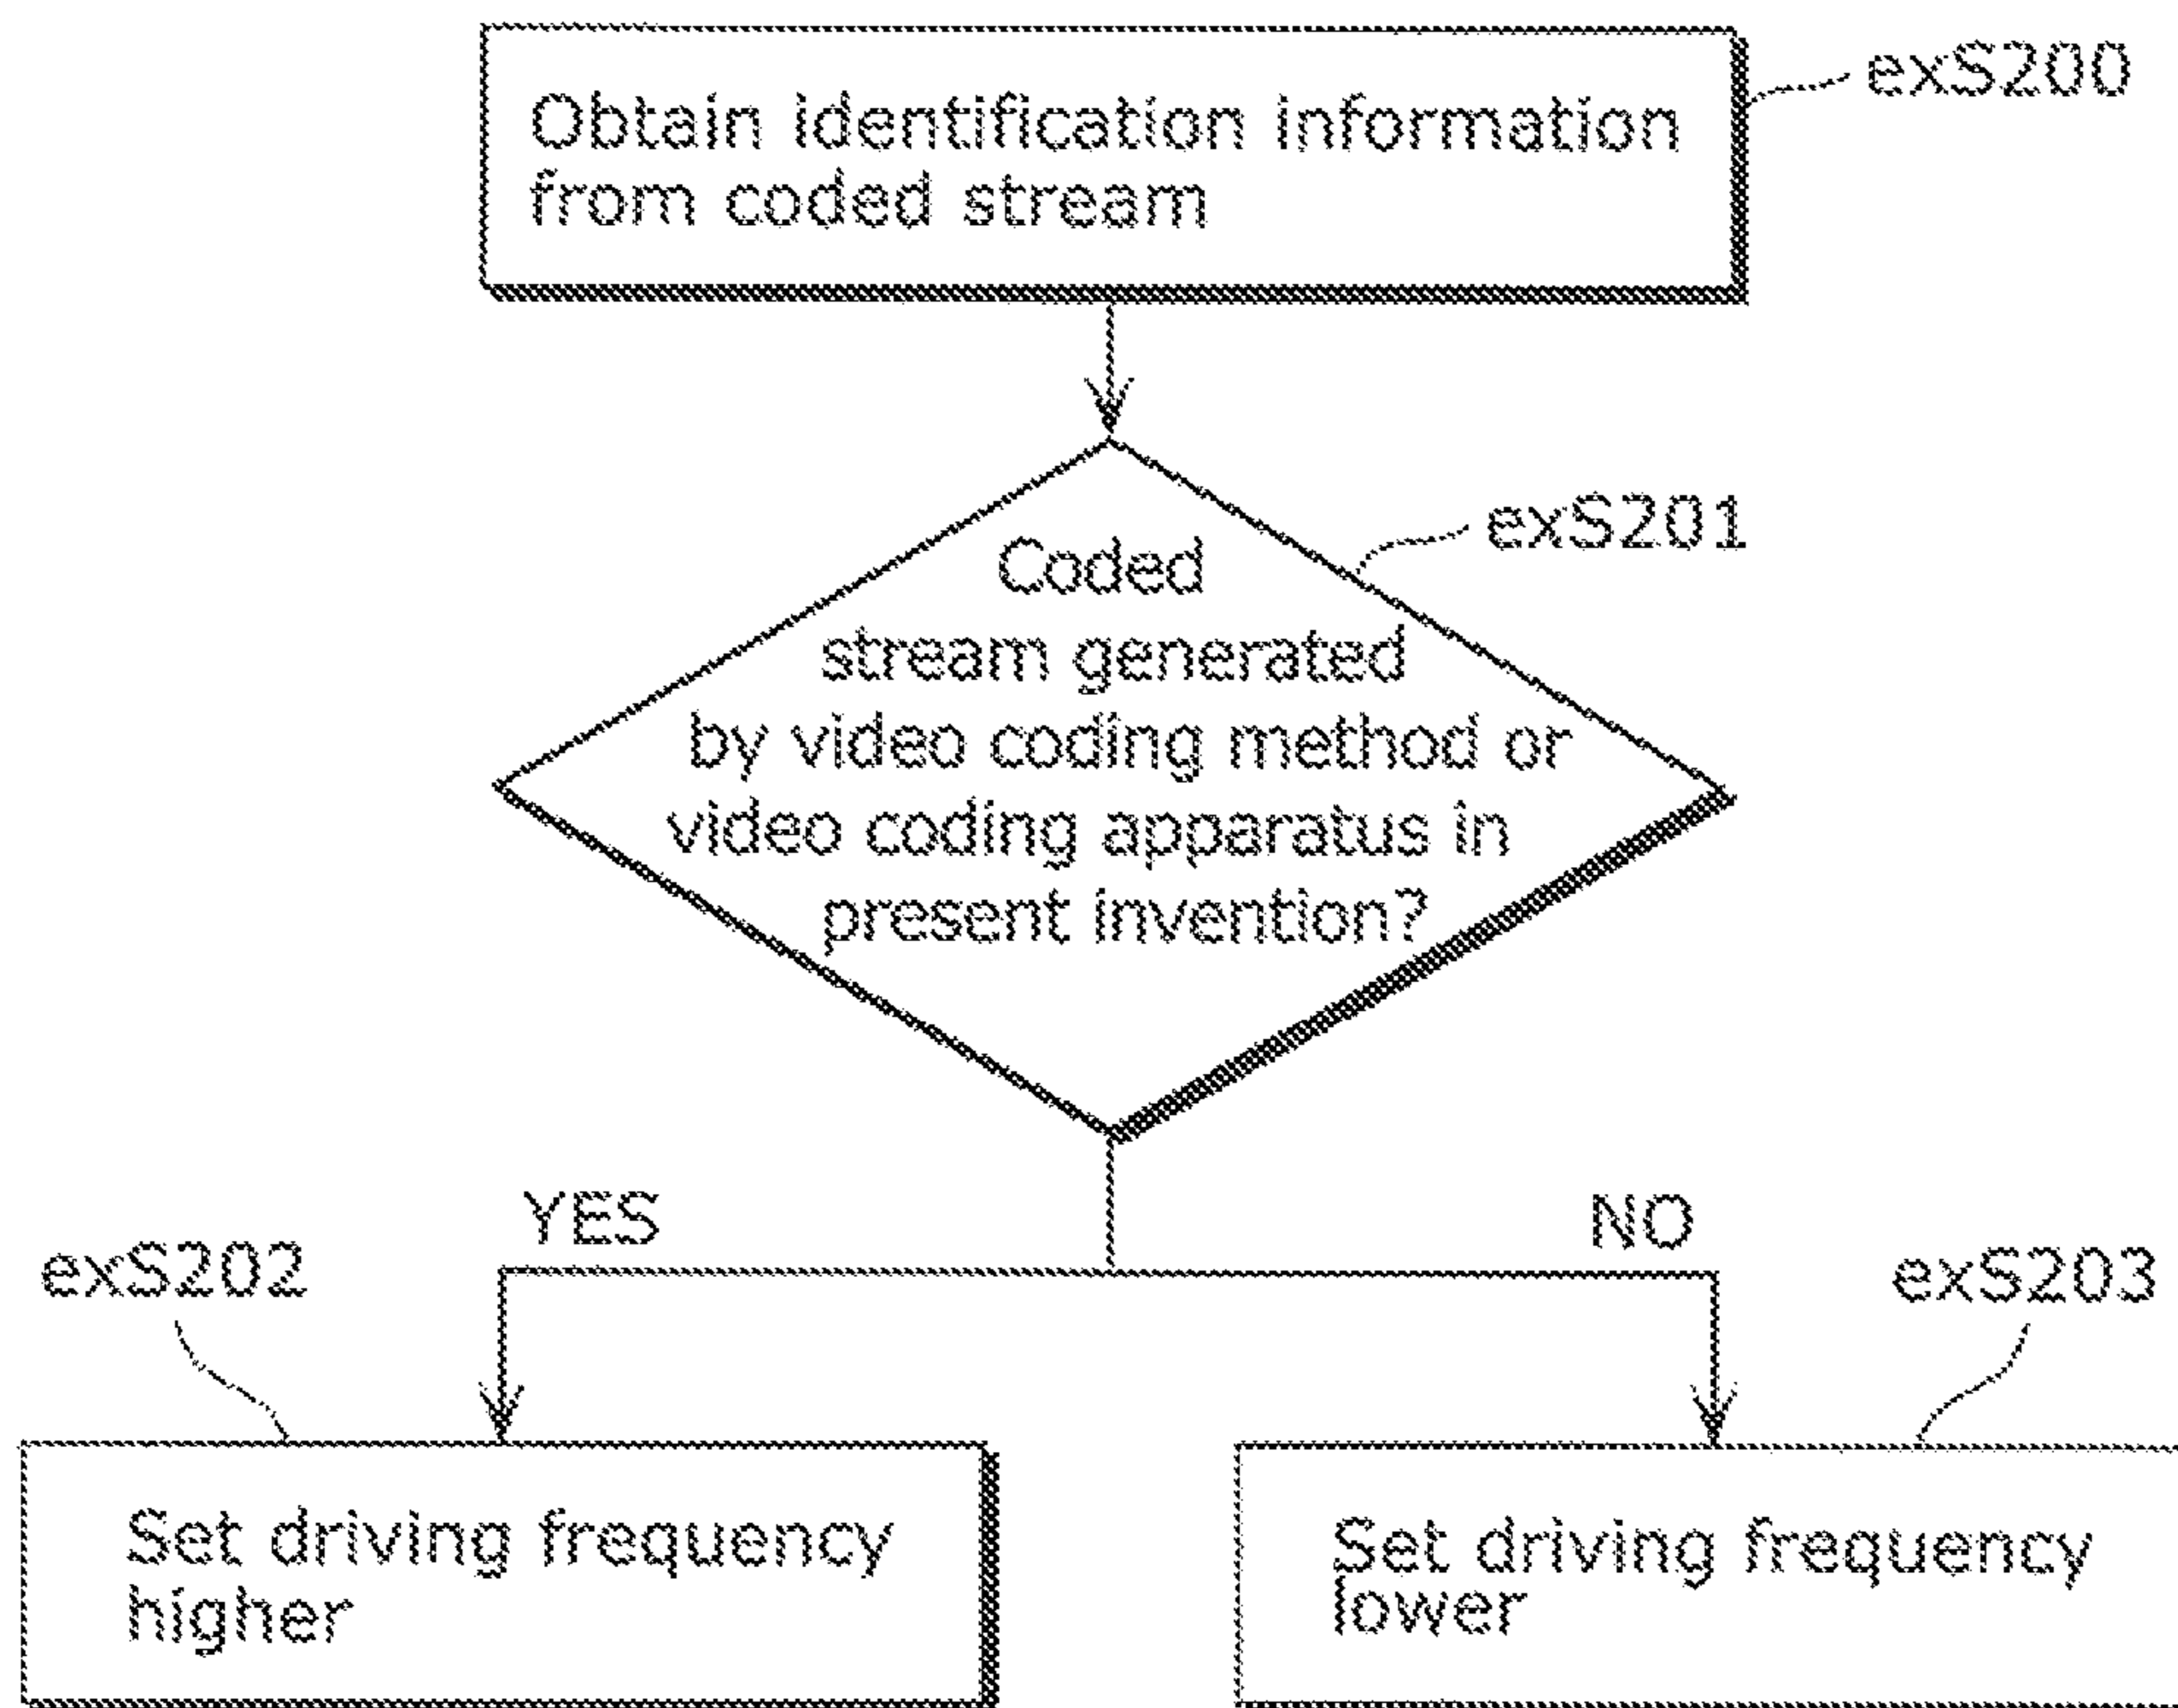 exS200
Obtain identification information
from coded stream
exS201
Coded
stream generated
by video coding method or
video coding apparatus in
present invention?
YES
NO
exS202
exS203
Set driving frequency
higher
Set driving frequency
lower